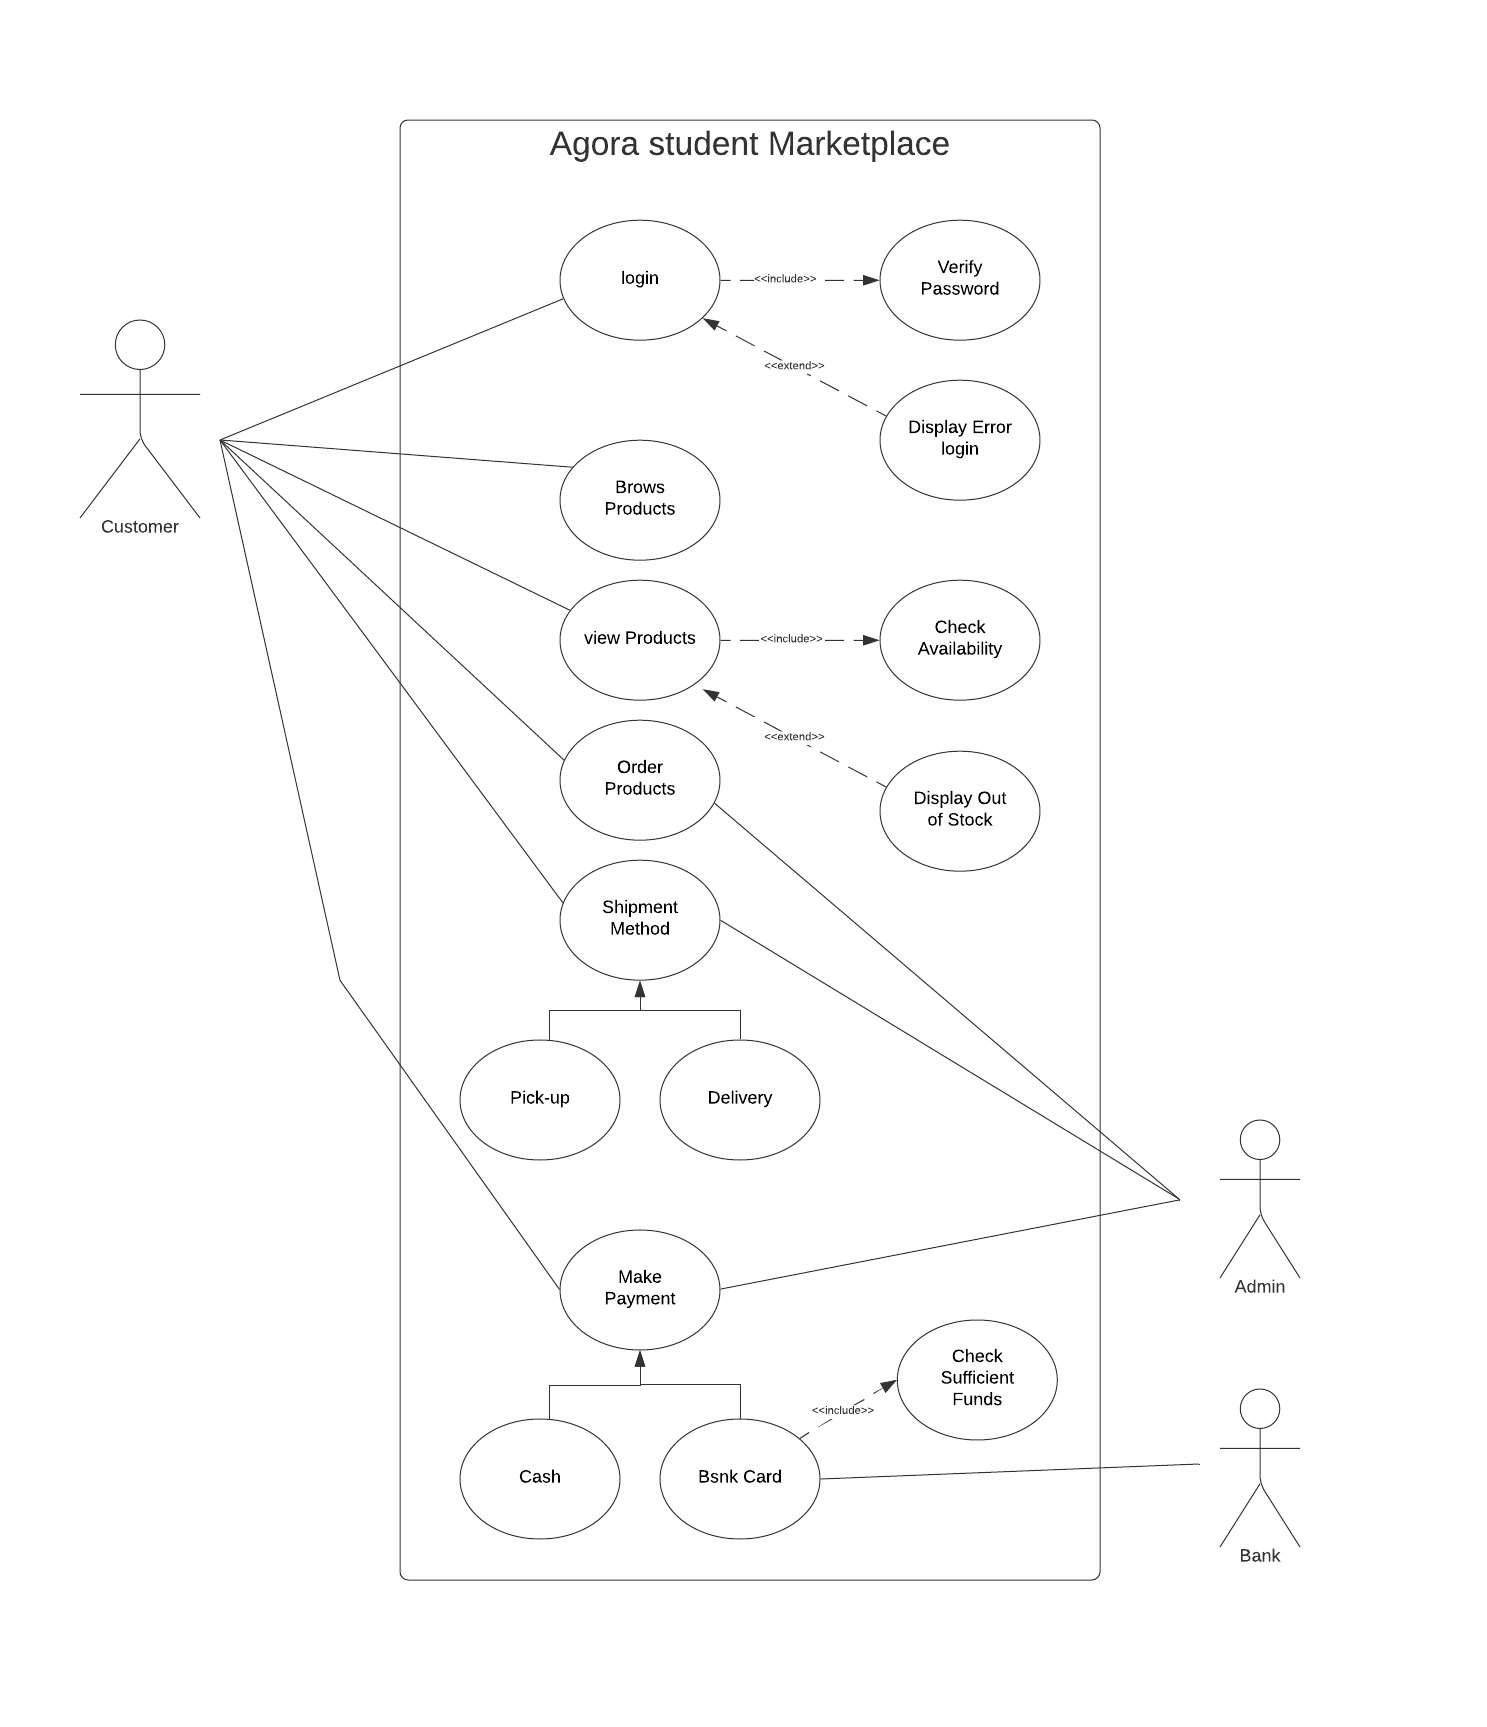 Agora student Marketplace
login
<<include>>
Verify
Password
<<extend>>
Display Error
login
Customer
Brows
Products
view Products
<<include>>
Check
Availability
<<extend>>
Order
Products
Display Out
of Stock
Shipment
Method
Pick-up
Delivery
Make
Payment
Admin
Check
Sufficient
Funds
<<include>>
Cash
Bsnk Card
Bank